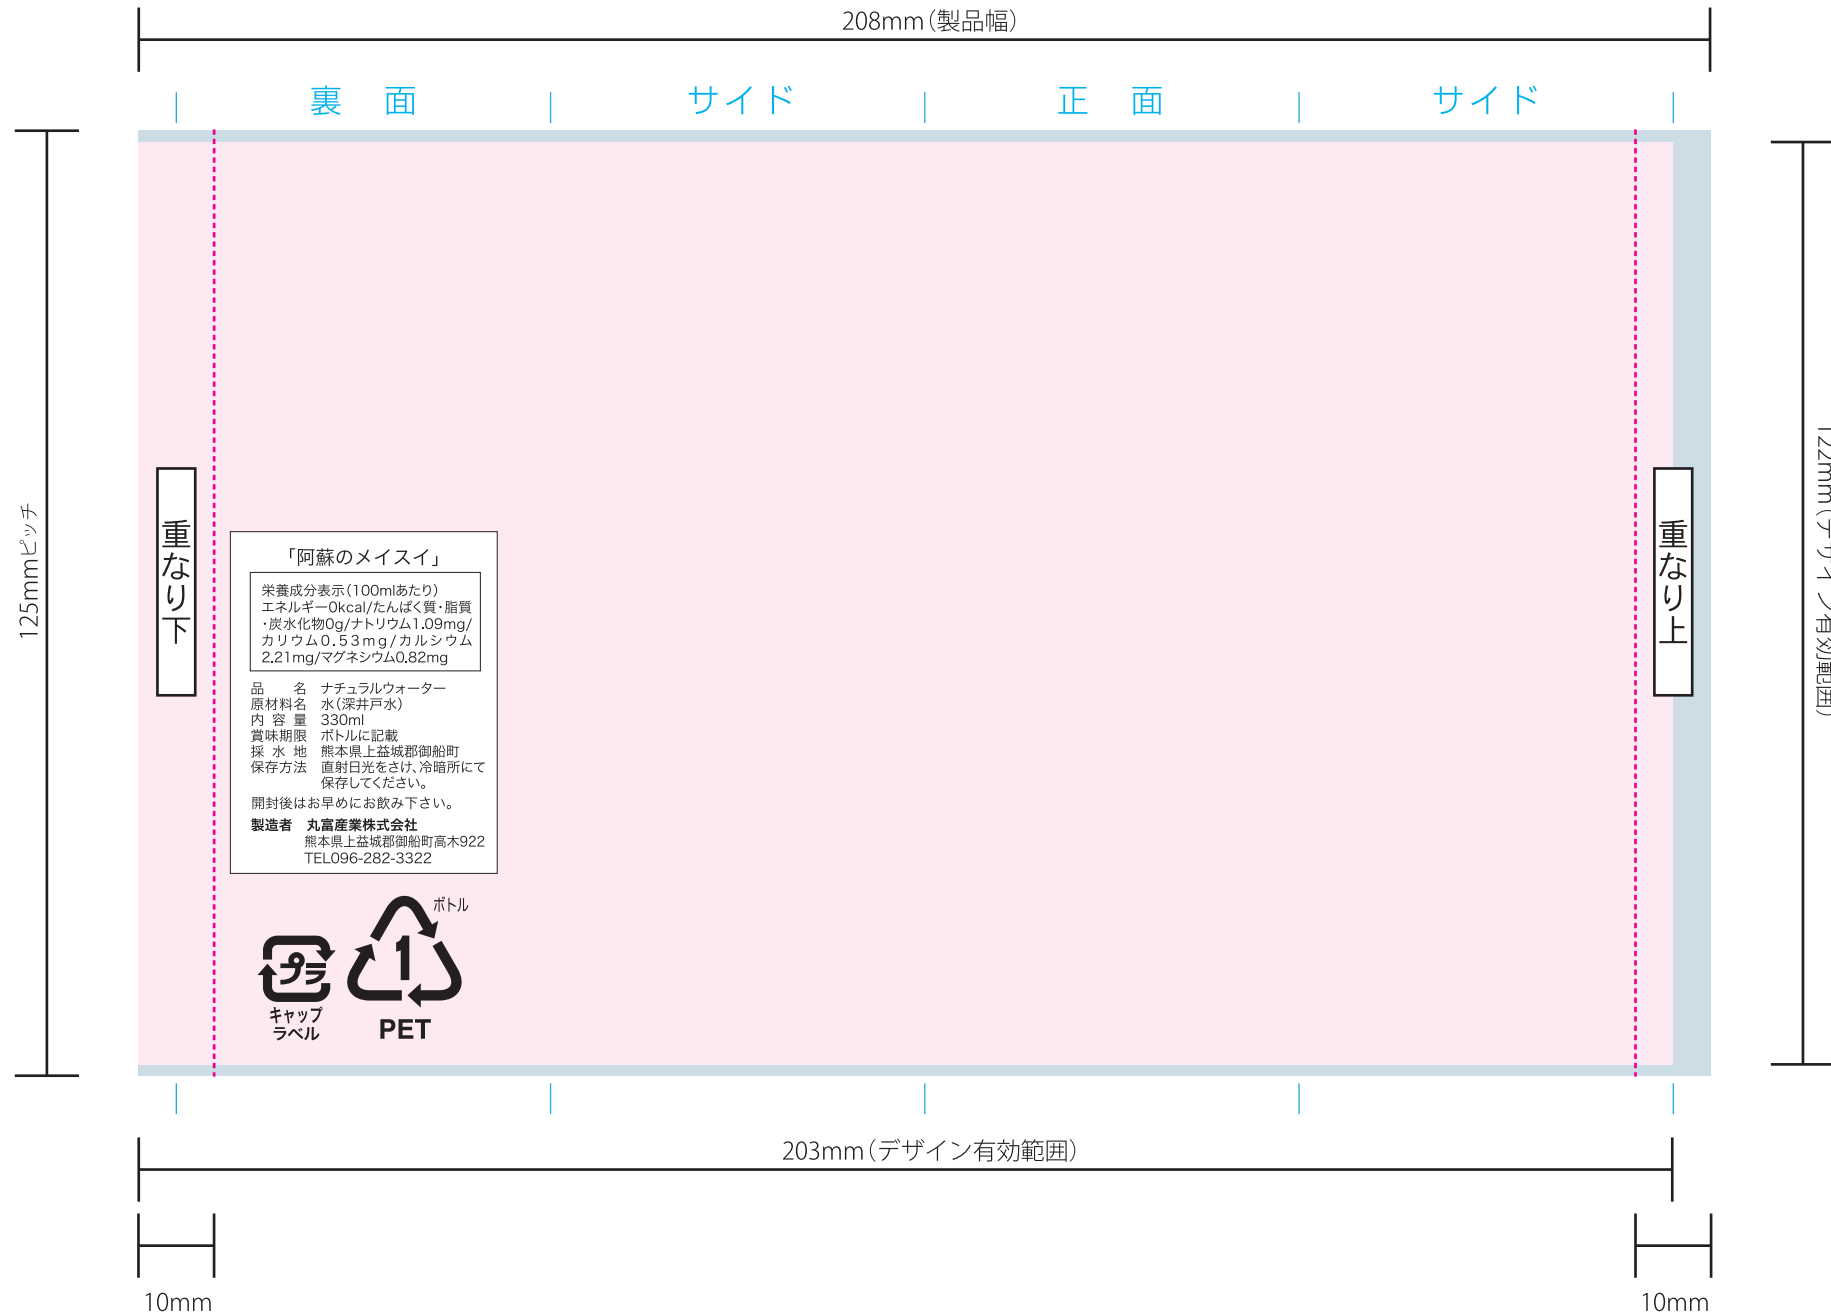 208mm（製品幅）
裏　面
サイド
正　面
サイド
125mmピッチ
122mm（デザイン有効範囲）
重なり下
重なり上
「阿蘇のメイスイ」
栄養成分表示（100mlあたり）
エネルギー0kcal/たんぱく質・脂質
・炭水化物0g/ナトリウム1.09mg/
カリウム0.53mg/カルシウム
2.21mg/マグネシウム0.82mg
品　　名　ナチュラルウォーター
原材料名　水（深井戸水）
内 容 量　330ml
賞味期限　ボトルに記載
採 水 地　熊本県上益城郡御船町
保存方法　直射日光をさけ、冷暗所にて
保存してください。
開封後はお早めにお飲み下さい。
製造者　丸富産業株式会社
熊本県上益城郡御船町高木922
TEL096-282-3322
プラ
キャップ
ラベル
ボトル
1
PET
203mm（デザイン有効範囲）
10mm
10mm